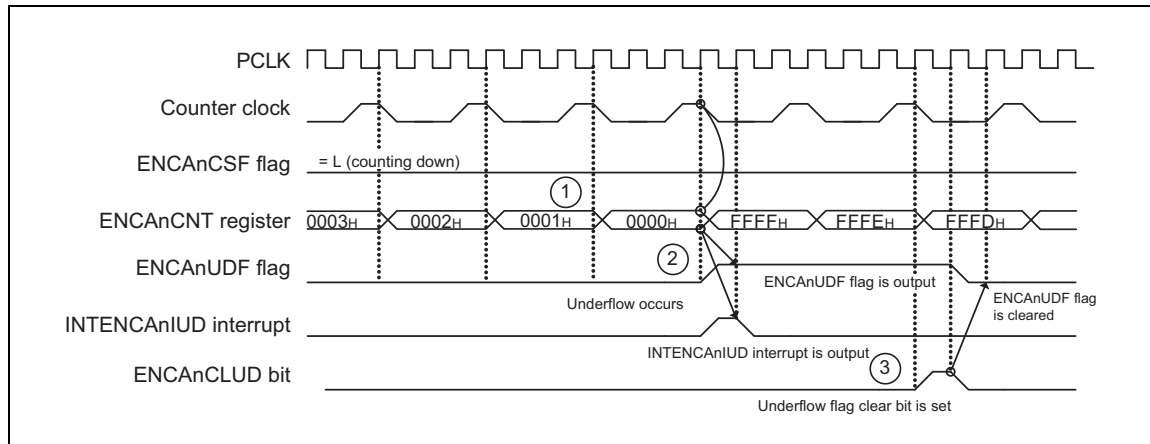 PCLK
Counter clock
ENCAnCSF flag
= L (counting down)
1
ENCAnCNT register
0003H 0002H 0001H 0000H FFFFH FFFEH FFFDH
2
ENCAnUDF flag
ENCAnUDF flag is output
Underflow occurs
ENCAnUDF flag
is cleared
INTENCAnIUD interrupt
INTENCAnIUD interrupt is output
3
ENCAnCLUD bit
Underflow flag clear bit is set